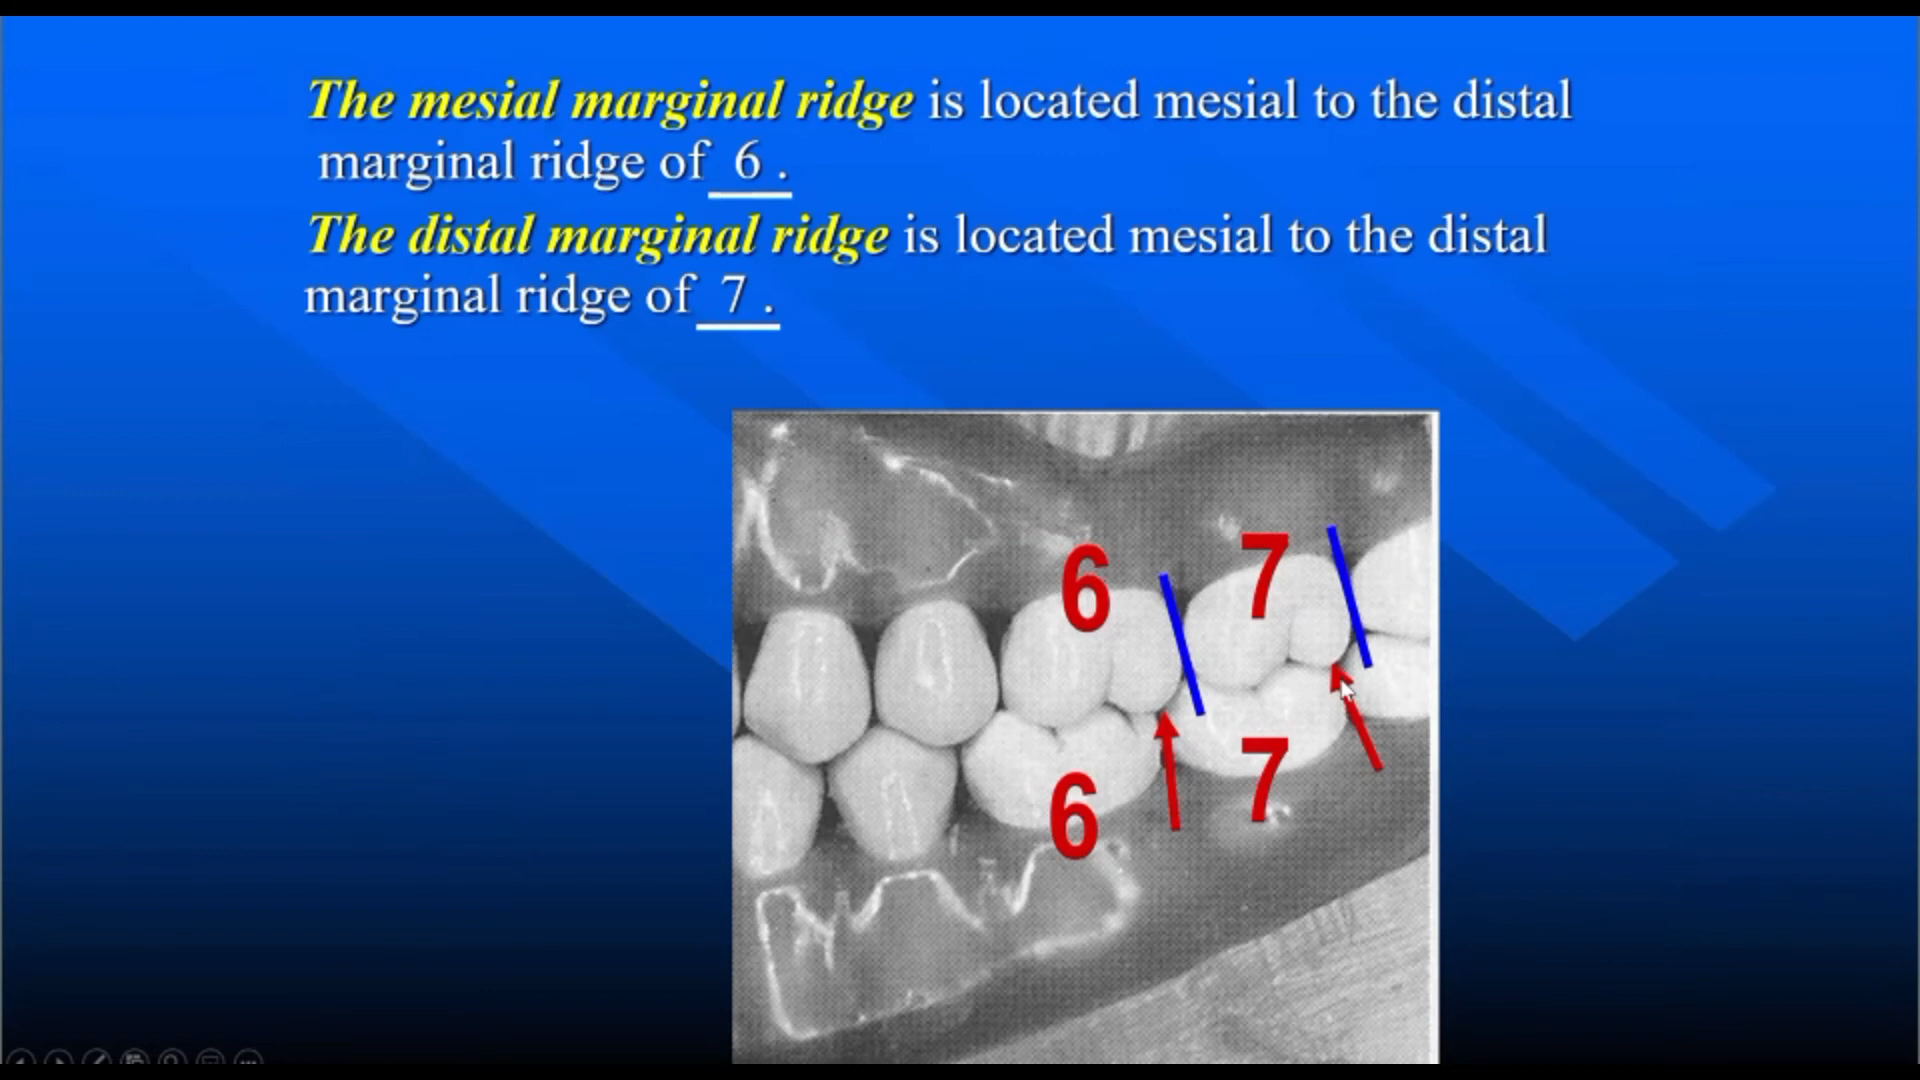 The mesial marginal ridge is located mesial to the distal
marginal ridge of 6 .
The distal marginal ridge is located mesial to the distal
marginal ridge of 7 .
6
7
6
7